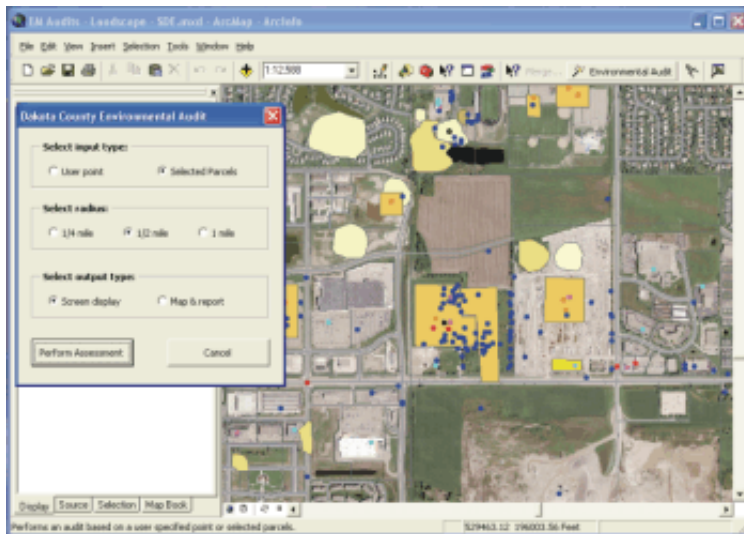 EM Audits - Landscape - SDE.mxd - ArcMap - ArcInfo
File Edit View Insert Selection Tools Window Help
1:12,588
Merge...
Environmental Audit
Dakota County Environmental Audit
Select input type:
User point
Selected Parcels
Select radius:
1/4 mile
1/2 mile
1 mile
Select output type:
Screen display
Map & report
Perform Assessment
Cancel
Display Source Selection Map Book
Performs an audit based on a user specified point or selected parcels.
529463.12 196003.56 Feet